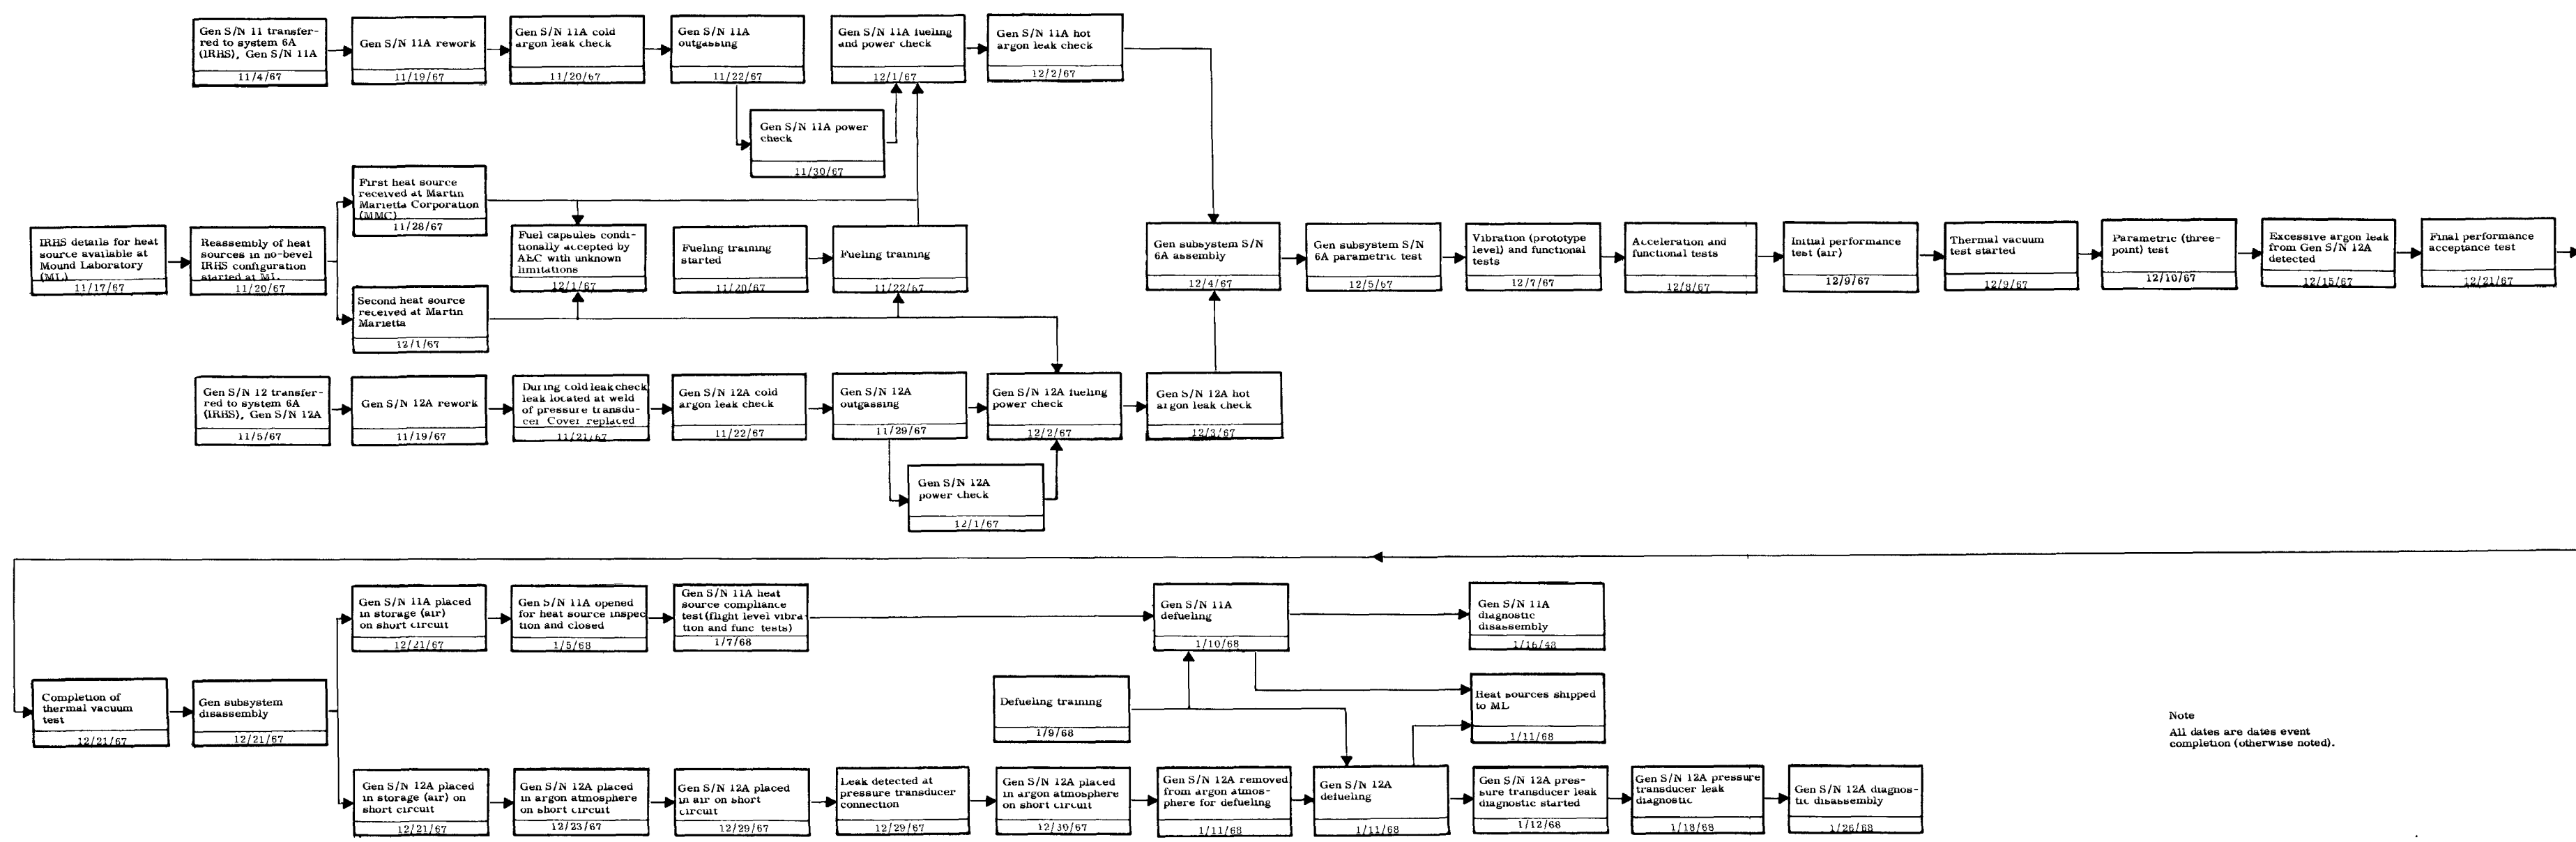 Gen S/N 11 transfer-
red to system 6A
(IRHS), Gen S/N 11A
11/4/67
Gen S/N 11A rework
11/19/67
Gen S/N 11A cold
argon leak check
11/20/67
Gen S/N 11A
outgassing
11/22/67
Gen S/N 11A fueling
and power check
12/1/67
Gen S/N 11A hot
argon leak check
12/2/67
Gen S/N 11A power
check
11/30/67
First heat source
received at Martin
Marietta Corporation
(MMC)
11/28/67
IRHS details for heat
source available at
Mound Laboratory
(ML)
11/17/67
Reassembly of heat
sources in no-bevel
IRHS configuration
started at ML
11/20/67
Fuel capsules condi-
tionally accepted by
AEC with unknown
limitations
12/1/67
Fueling training
started
11/20/67
Fueling training
11/22/67
Gen subsystem S/N
6A assembly
12/4/67
Gen subsystem S/N
6A parametric test
12/5/67
Vibration (prototype
level) and functional
tests
12/7/67
Acceleration and
functional tests
12/8/67
Initial performance
test (air)
12/9/67
Thermal vacuum
test started
12/9/67
Parametric (three-
point) test
12/10/67
Excessive argon leak
from Gen S/N 12A
detected
12/15/67
Final performance
acceptance test
12/21/67
Second heat source
received at Martin
Marietta
12/1/67
Gen S/N 12 transfer-
red to system 6A
(IRHS), Gen S/N 12A
11/5/67
Gen S/N 12A rework
11/19/67
During cold leak check
leak located at weld
of pressure transdu-
cer Cover replaced
11/21/67
Gen S/N 12A cold
argon leak check
11/22/67
Gen S/N 12A
outgassing
11/29/67
Gen S/N 12A fueling
power check
12/2/67
Gen S/N 12A hot
argon leak check
12/3/67
Gen S/N 12A
power check
12/1/67
Gen S/N 11A placed
in storage (air)
on short circuit
12/21/67
Gen S/N 11A opened
for heat source inspec
tion and closed
1/5/68
Gen S/N 11A heat
source compliance
test (flight level vibra
tion and func tests)
1/7/68
Gen S/N 11A
defueling
1/10/68
Gen S/N 11A
diagnostic
disassembly
1/16/48
Completion of
thermal vacuum
test
12/21/67
Gen subsystem
disassembly
12/21/67
Defueling training
1/9/68
Heat sources shipped
to ML
1/11/68
Note
All dates are dates event
completion (otherwise noted).
Gen S/N 12A placed
in storage (air) on
short circuit
12/21/67
Gen S/N 12A placed
in argon atmosphere
on short circuit
12/23/67
Gen S/N 12A placed
in air on short
circuit
12/29/67
Leak detected at
pressure transducer
connection
12/29/67
Gen S/N 12A placed
in argon atmosphere
on short circuit
12/30/67
Gen S/N 12A removed
from argon atmos-
phere for defueling
1/11/68
Gen S/N 12A
defueling
1/11/68
Gen S/N 12A pres-
sure transducer leak
diagnostic started
1/12/68
Gen S/N 12A pressure
transducer leak
diagnostic
1/18/68
Gen S/N 12A diagnos-
tic disassembly
1/26/68